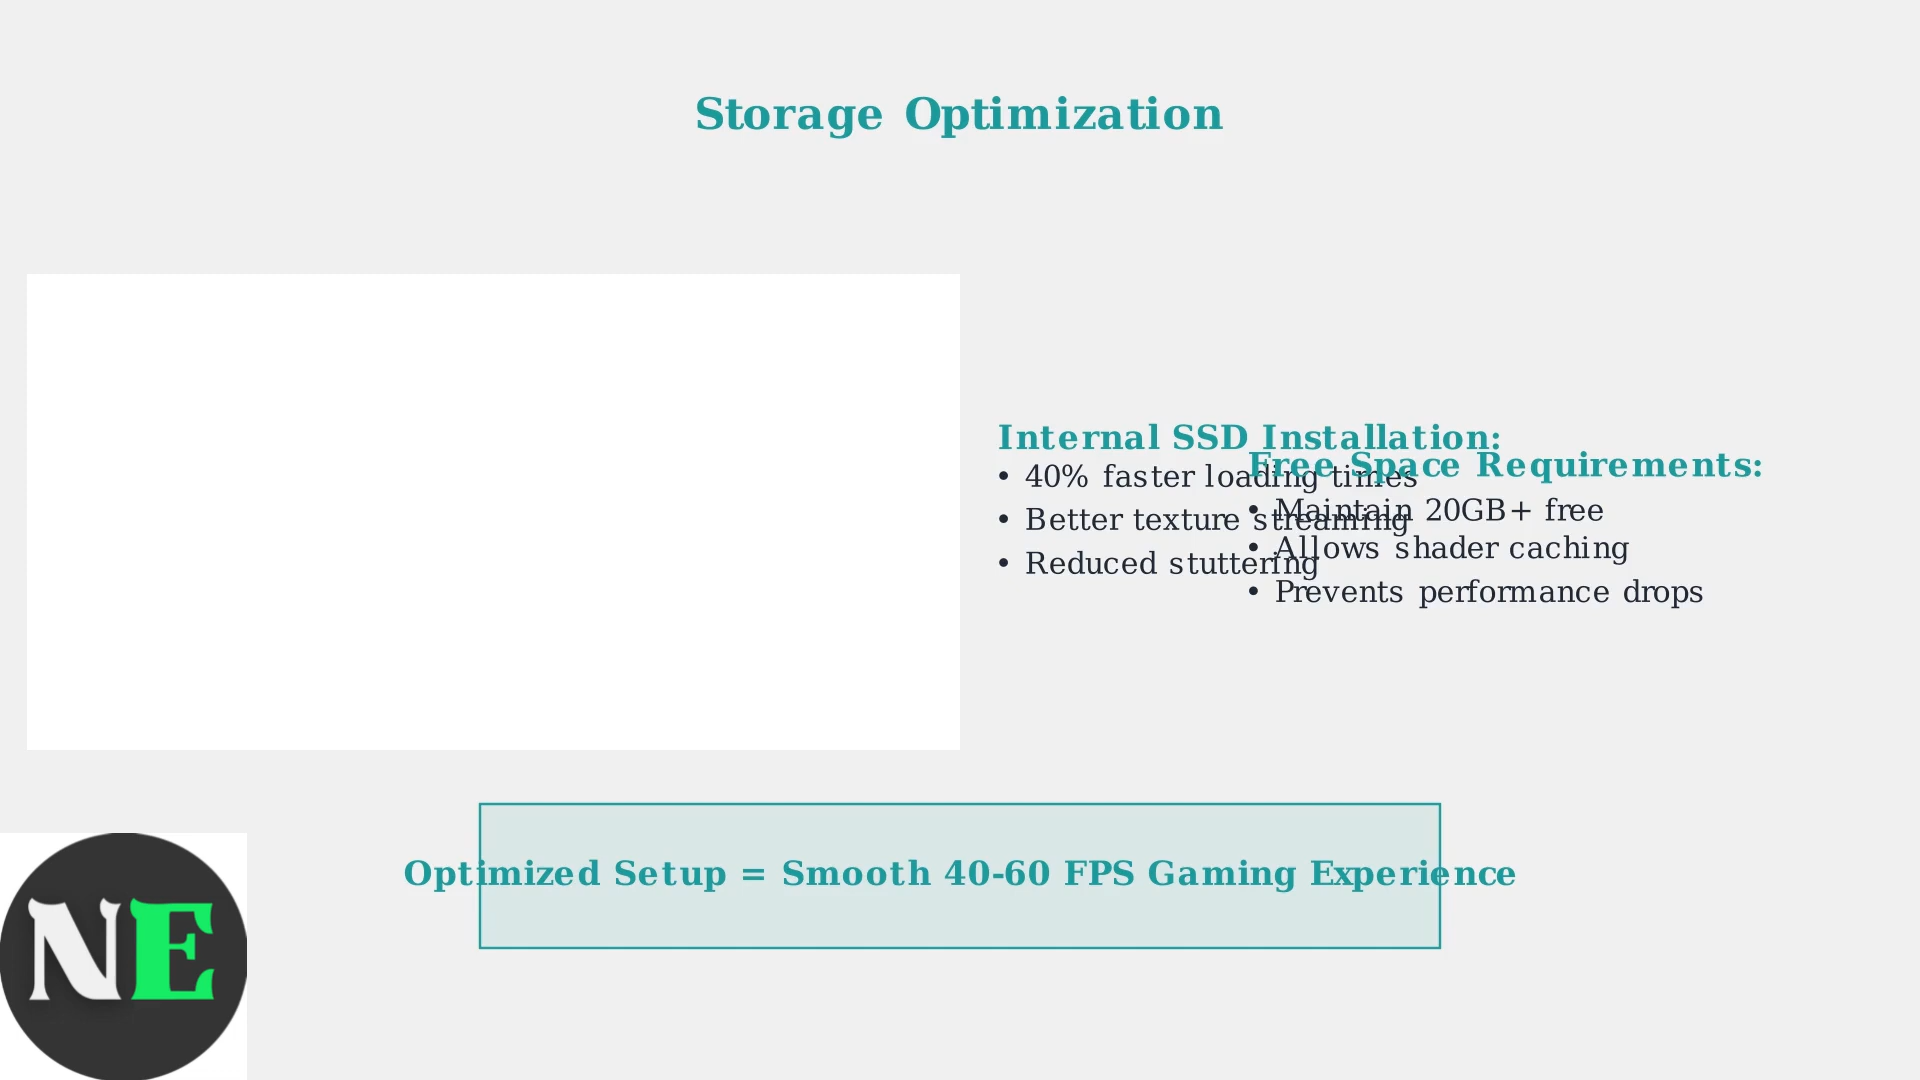 Storage Optimization
Internal SSD Installation:
• 40% faster loading times
• Better texture streaming
• Reduced stuttering
Free Space Requirements:
• Maintain 20GB+ free
• Allows shader caching
• Prevents performance drops
Optimized Setup = Smooth 40-60 FPS Gaming Experience
NE